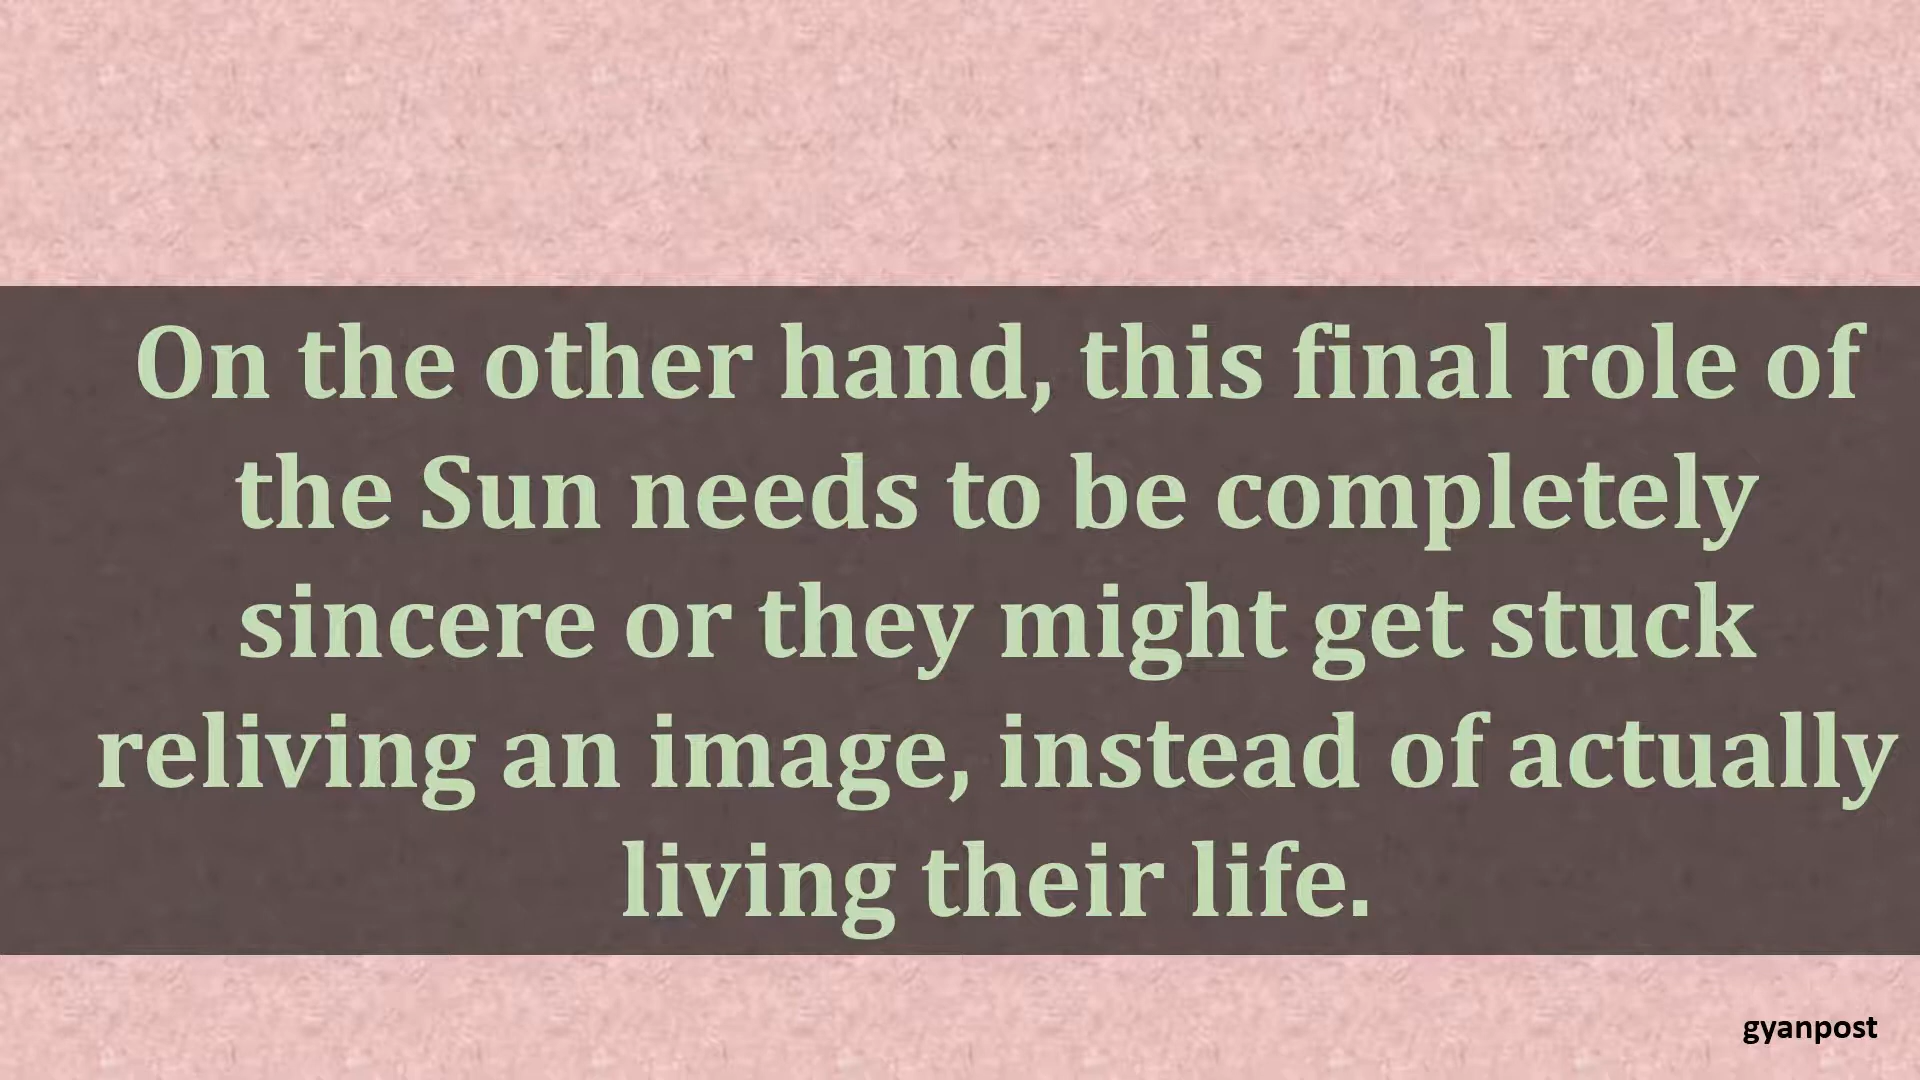 On the other hand, this final role of
the Sun needs to be completely
sincere or they might get stuck
reliving an image, instead of actually
living their life.
gyanpost